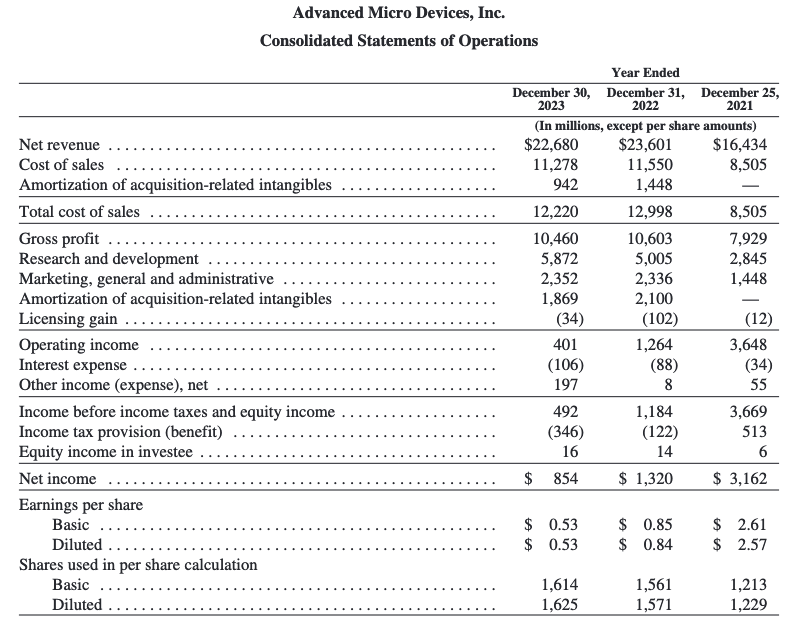 Advanced Micro Devices, Inc.
Consolidated Statements of Operations
Year Ended
December 30, 2023 December 31, 2022 December 25, 2021
(In millions, except per share amounts)
Net revenue $22,680 $23,601 $16,434
Cost of sales 11,278 11,550 8,505
Amortization of acquisition-related intangibles 942 1,448 —
Total cost of sales 12,220 12,998 8,505
Gross profit 10,460 10,603 7,929
Research and development 5,872 5,005 2,845
Marketing, general and administrative 2,352 2,336 1,448
Amortization of acquisition-related intangibles 1,869 2,100 —
Licensing gain (34) (102) (12)
Operating income 401 1,264 3,648
Interest expense (106) (88) (34)
Other income (expense), net 197 8 55
Income before income taxes and equity income 492 1,184 3,669
Income tax provision (benefit) (346) (122) 513
Equity income in investee 16 14 6
Net income $ 854 $ 1,320 $ 3,162
Earnings per share
Basic $ 0.53 $ 0.85 $ 2.61
Diluted $ 0.53 $ 0.84 $ 2.57
Shares used in per share calculation
Basic 1,614 1,561 1,213
Diluted 1,625 1,571 1,229